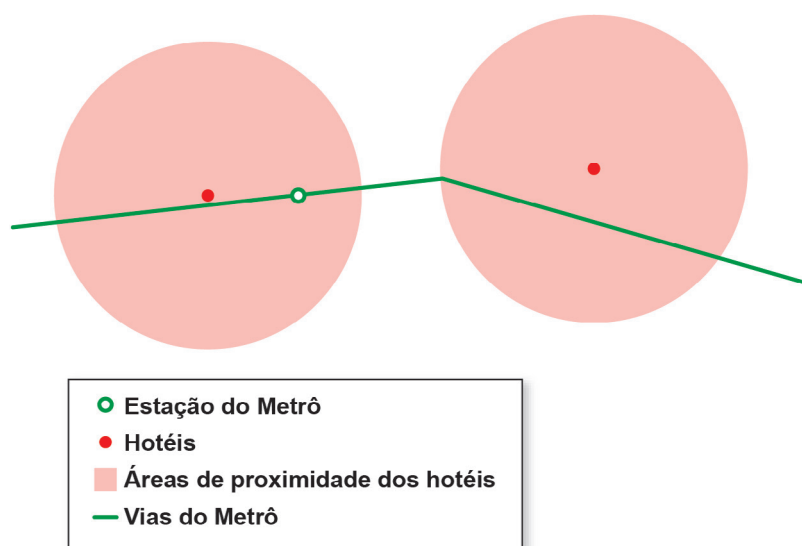 Estação do Metrô
Hotéis
Áreas de proximidade dos hotéis
Vias do Metrô